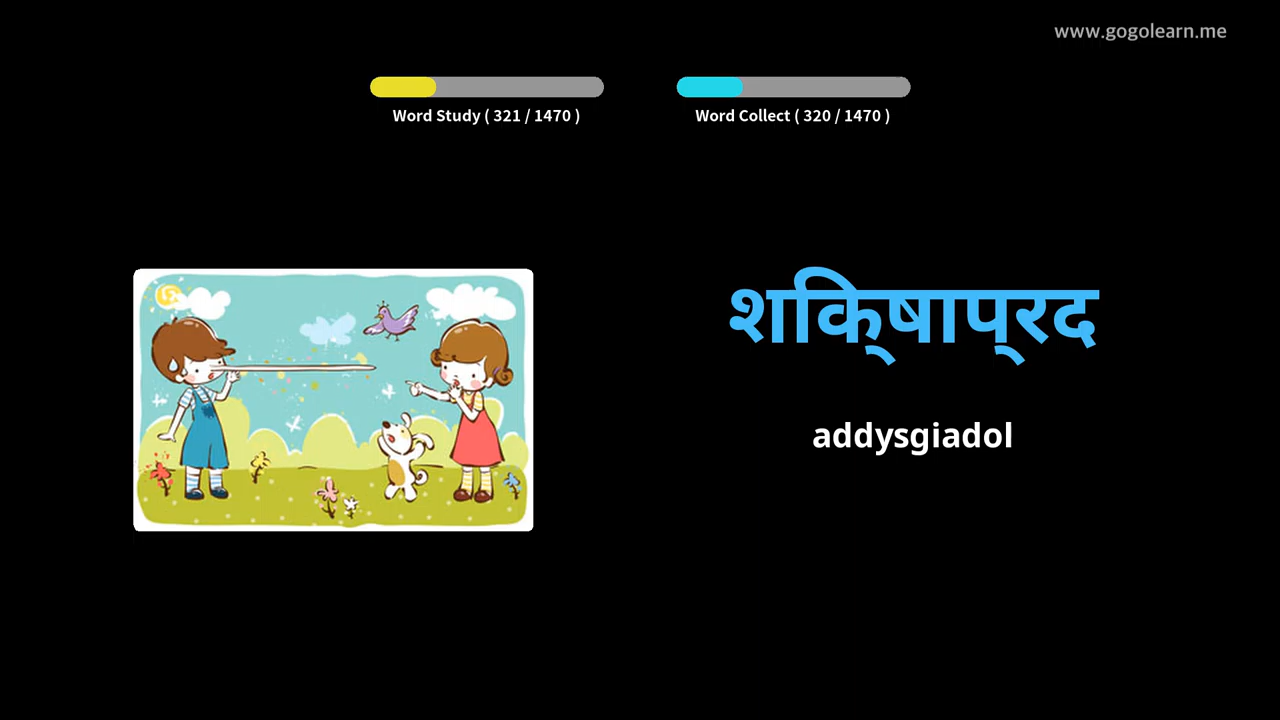 www.gogolearn.me
Word Study ( 321 / 1470 )
Word Collect ( 320 / 1470 )
शकि्षाप्रद
addysgiadol